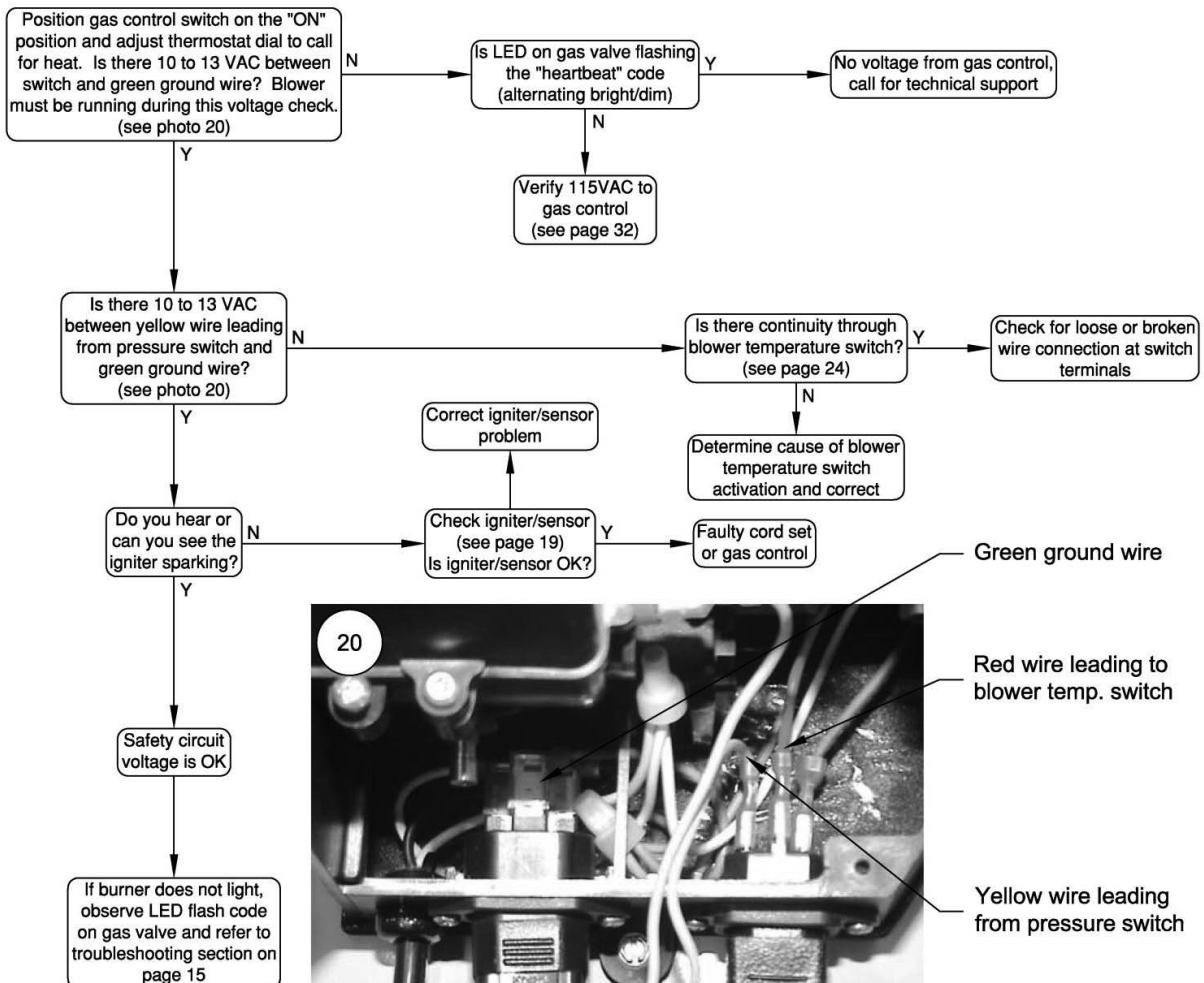 Position gas control switch on the "ON"
position and adjust thermostat dial to call
for heat. Is there 10 to 13 VAC between
switch and green ground wire? Blower
must be running during this voltage check.
(see photo 20)
N
Is LED on gas valve flashing
the "heartbeat" code
(alternating bright/dim)
Y
No voltage from gas control,
call for technical support
N
Verify 115VAC to
gas control
(see page 32)
Y
Is there 10 to 13 VAC
between yellow wire leading
from pressure switch and
green ground wire?
(see photo 20)
N
Is there continuity through
blower temperature switch?
(see page 24)
Y
Check for loose or broken
wire connection at switch
terminals
N
Determine cause of blower
temperature switch
activation and correct
Y
Do you hear or
can you see the
igniter sparking?
N
Correct igniter/sensor
problem
Check igniter/sensor
(see page 19)
Is igniter/sensor OK?
Y
Faulty cord set
or gas control
Y
Safety circuit
voltage is OK
If burner does not light,
observe LED flash code
on gas valve and refer to
troubleshooting section on
page 15
20
Green ground wire
Red wire leading to
blower temp. switch
Yellow wire leading
from pressure switch